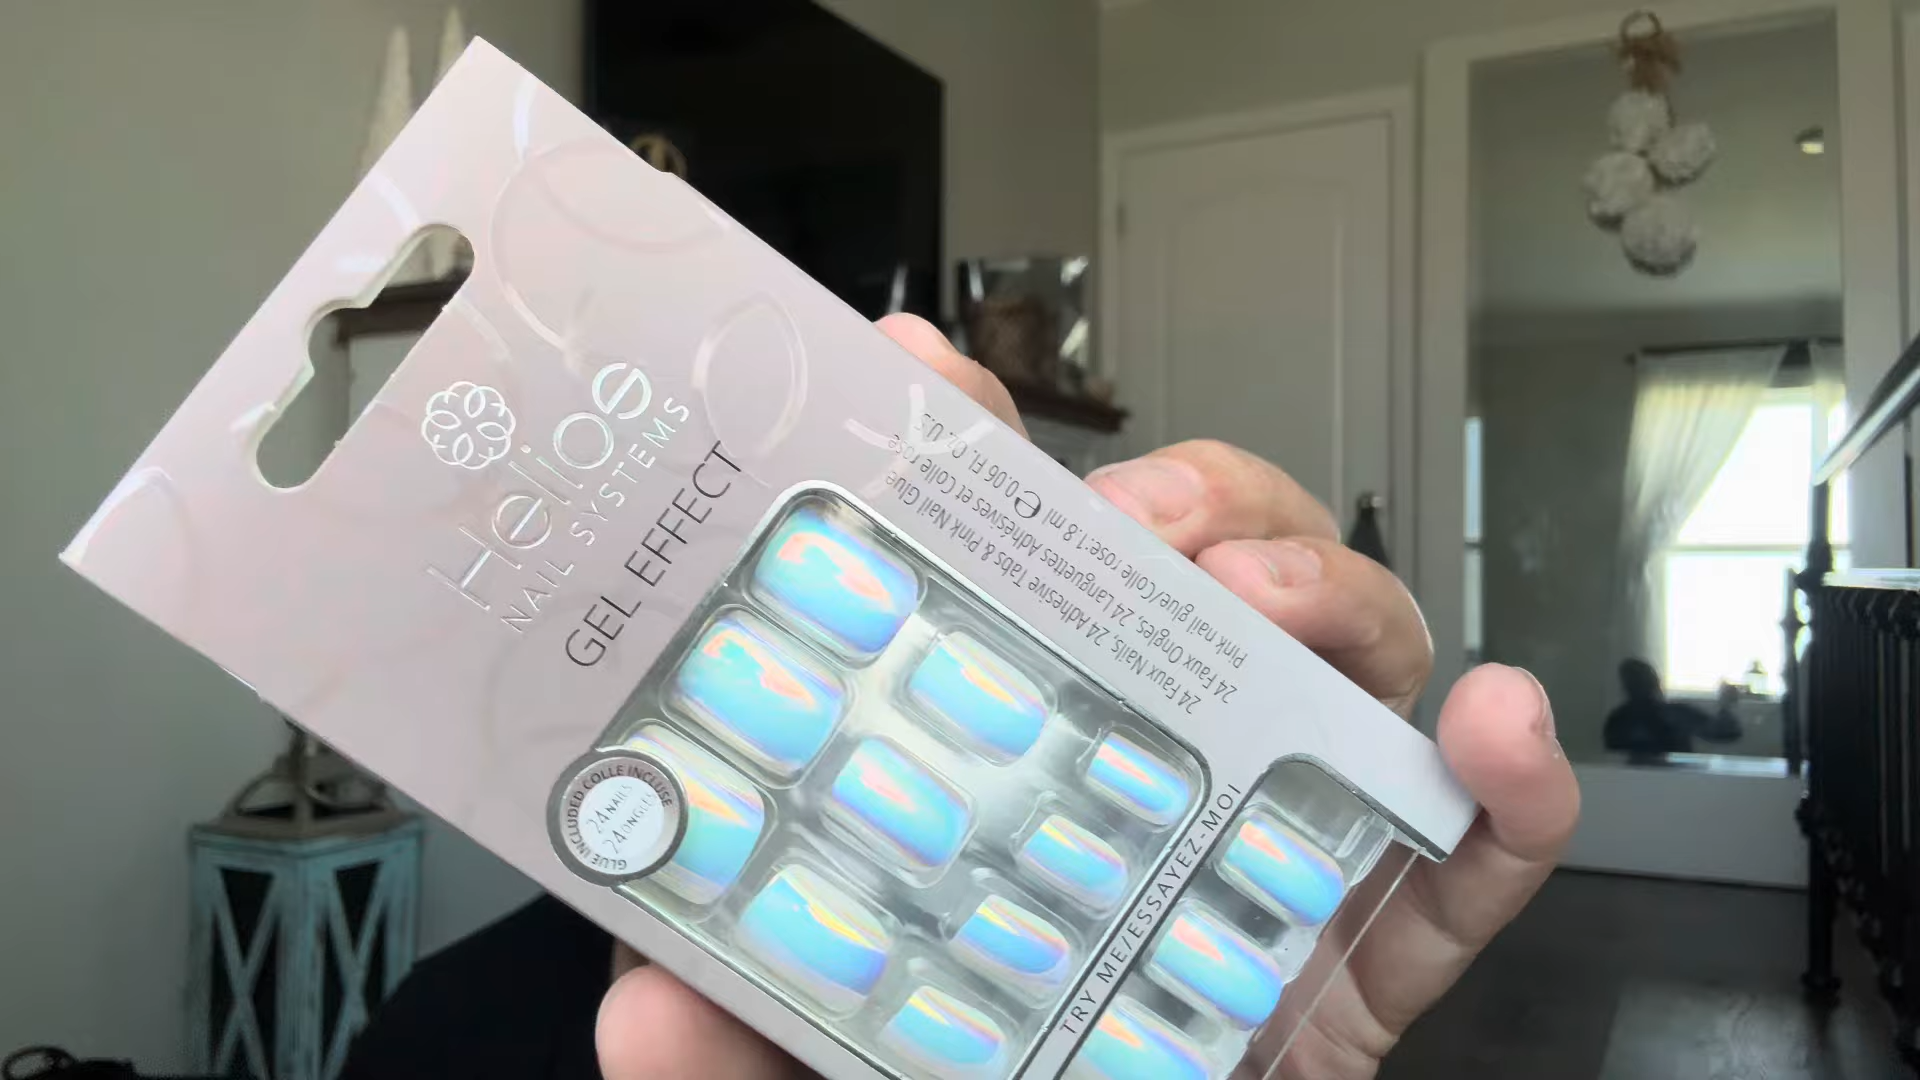 Helios
NAIL SYSTEMS
GEL EFFECT
24 Faux Nails, 24 Adhesive Tabs & Pink Nail Glue
24 Faux Ongles, 24 Languettes Adhésives et Colle rose
Pink nail glue/Colle rose:1.8 ml ℮ 0.06 Fl. Oz. U.S.
GLUE INCLUDED COLLE INCLUSE
24 NAILS
24 ONGLES
TRY ME/ESSAYEZ-MOI